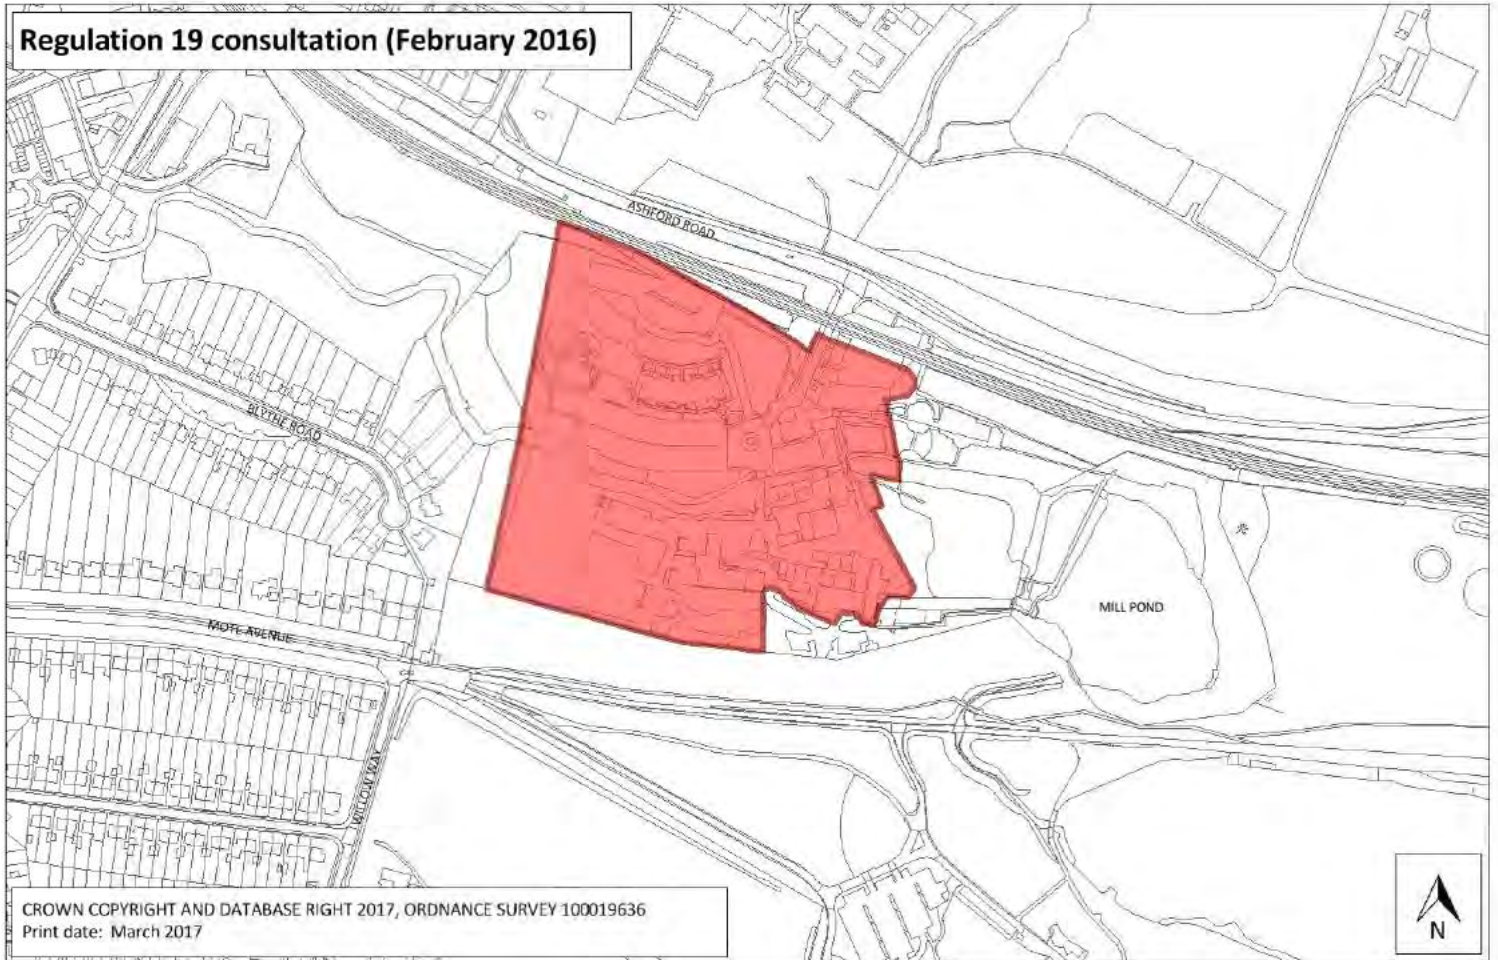 Regulation 19 consultation (February 2016)
ASHFORD ROAD
BLYTHE ROAD
MILL POND
MOTE AVENUE
WILLOW WAY
CROWN COPYRIGHT AND DATABASE RIGHT 2017, ORDNANCE SURVEY 100019636
Print date: March 2017
N